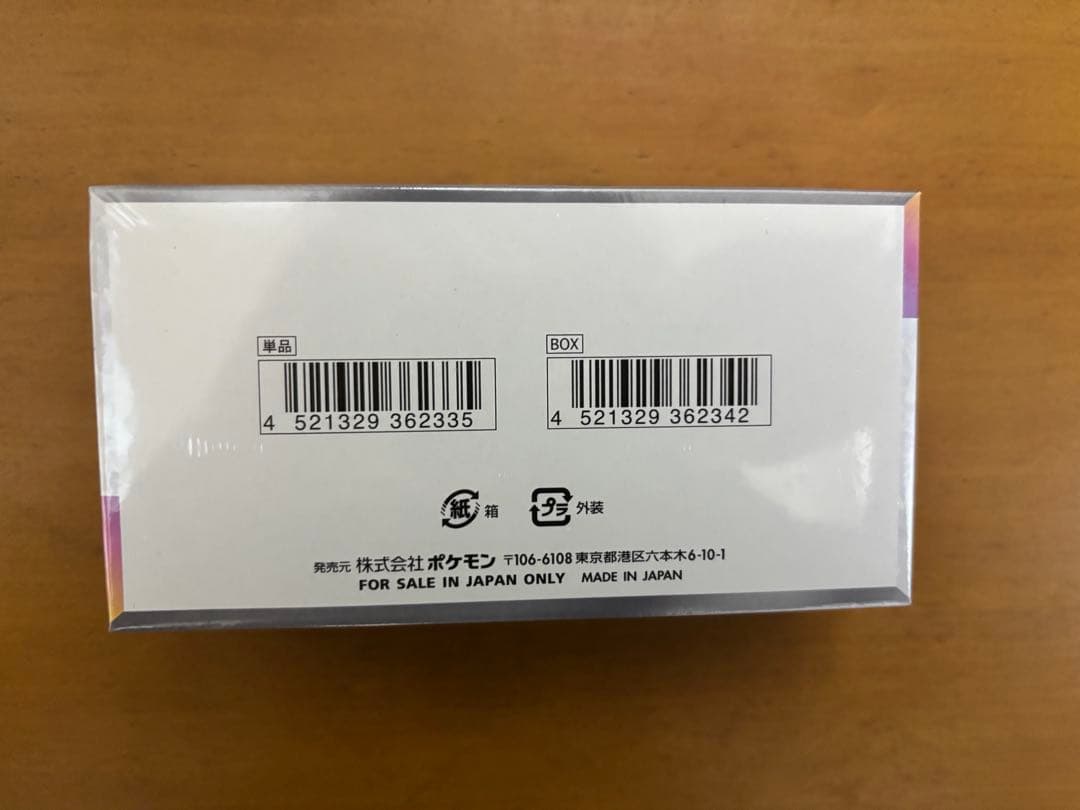 単品
4 521329 362335
BOX
4 521329 362342
紙 箱
プラ 外装
発売元 株式会社 ポケモン 〒106-6108 東京都港区六本木6-10-1
FOR SALE IN JAPAN ONLY MADE IN JAPAN